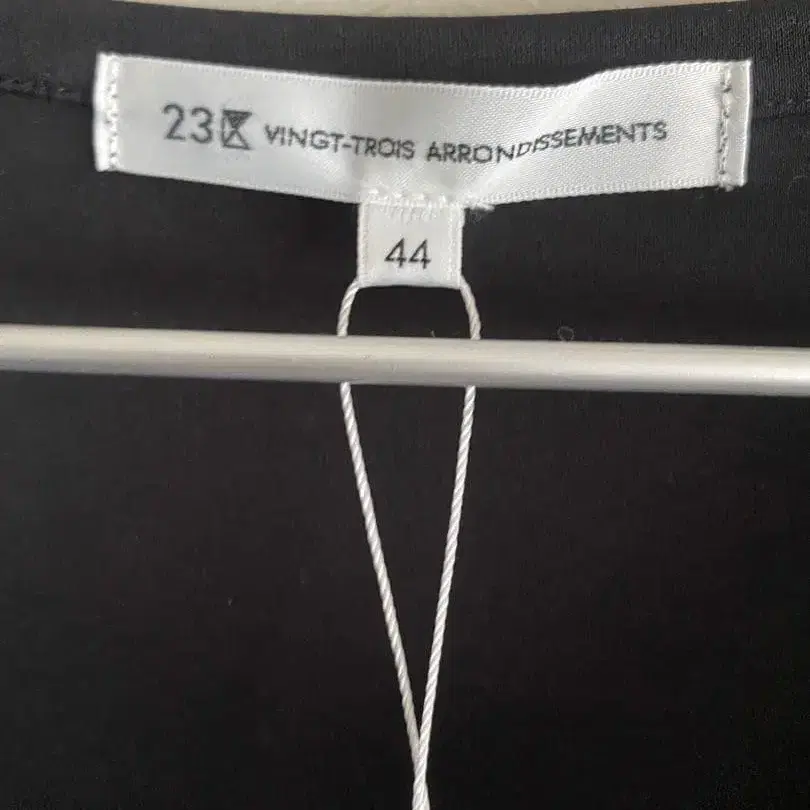 23 VINGT-TROIS ARRONDISSEMENTS
44